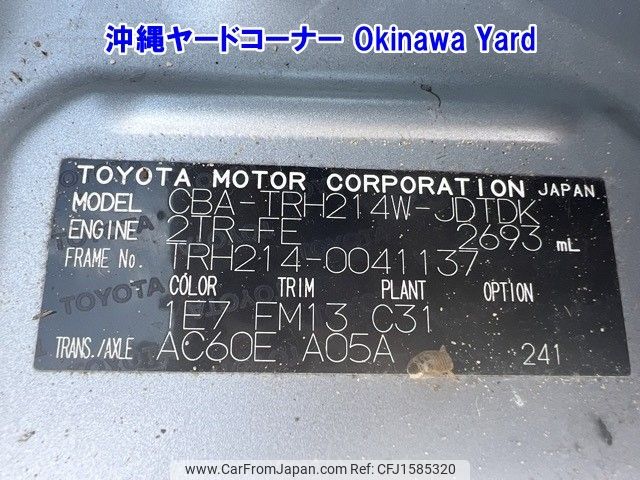 沖縄ヤードコーナー Okinawa Yard
TOYOTA MOTOR CORPORATION JAPAN
MODEL CBA-TRH214W-JDTDK
ENGINE 2TR-FE 2693 mL
FRAME No. TRH214-0041137
COLOR TRIM PLANT OPTION
1E7 FM13 C31
TRANS./AXLE AC60E A05A 241
TOYOTA
www.CarFromJapan.com - CFJ1585320